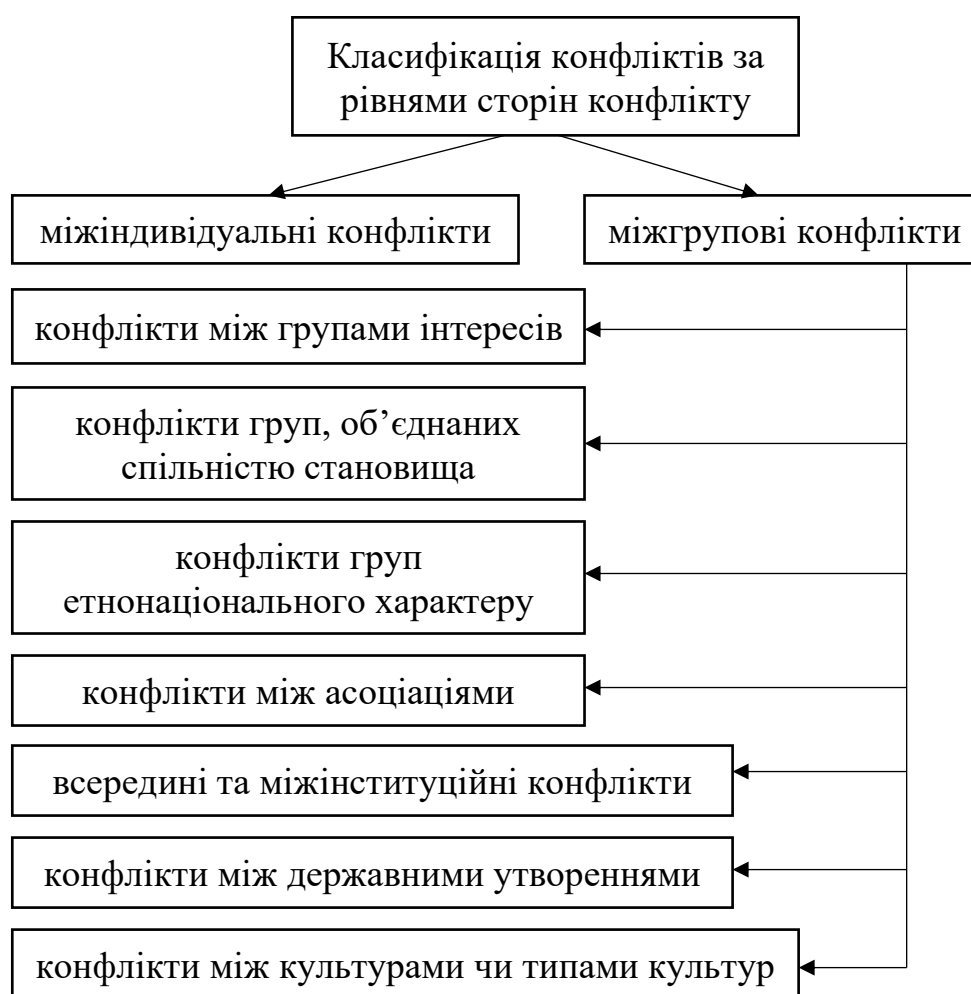 Класифікація конфліктів за
рівнями сторін конфлікту
міжіндивідуальні конфлікти
міжгрупові конфлікти
конфлікти між групами інтересів
конфлікти груп, об’єднаних
спільністю становища
конфлікти груп
етнонаціонального характеру
конфлікти між асоціаціями
всередині та міжінституційні конфлікти
конфлікти між державними утвореннями
конфлікти між культурами чи типами культур